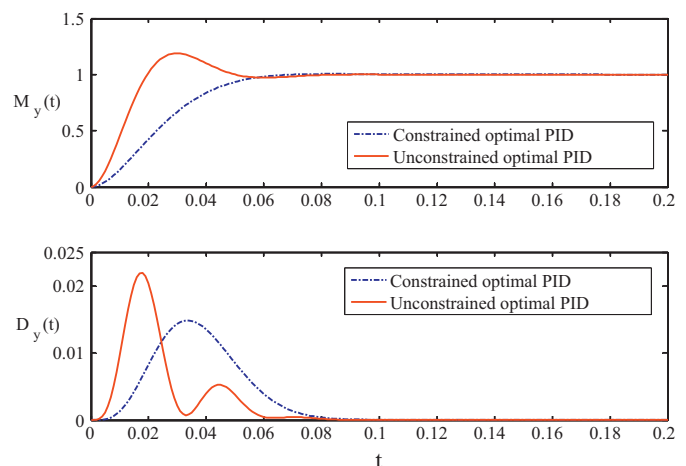 1.5
1
0.5
0
M y(t)
Constrained optimal PID
Unconstrained optimal PID
0 0.02 0.04 0.06 0.08 0.1 0.12 0.14 0.16 0.18 0.2
0.025
0.02
0.01
0
D y(t)
Constrained optimal PID
Unconstrained optimal PID
0 0.02 0.04 0.06 0.08 0.1 0.12 0.14 0.16 0.18 0.2
t